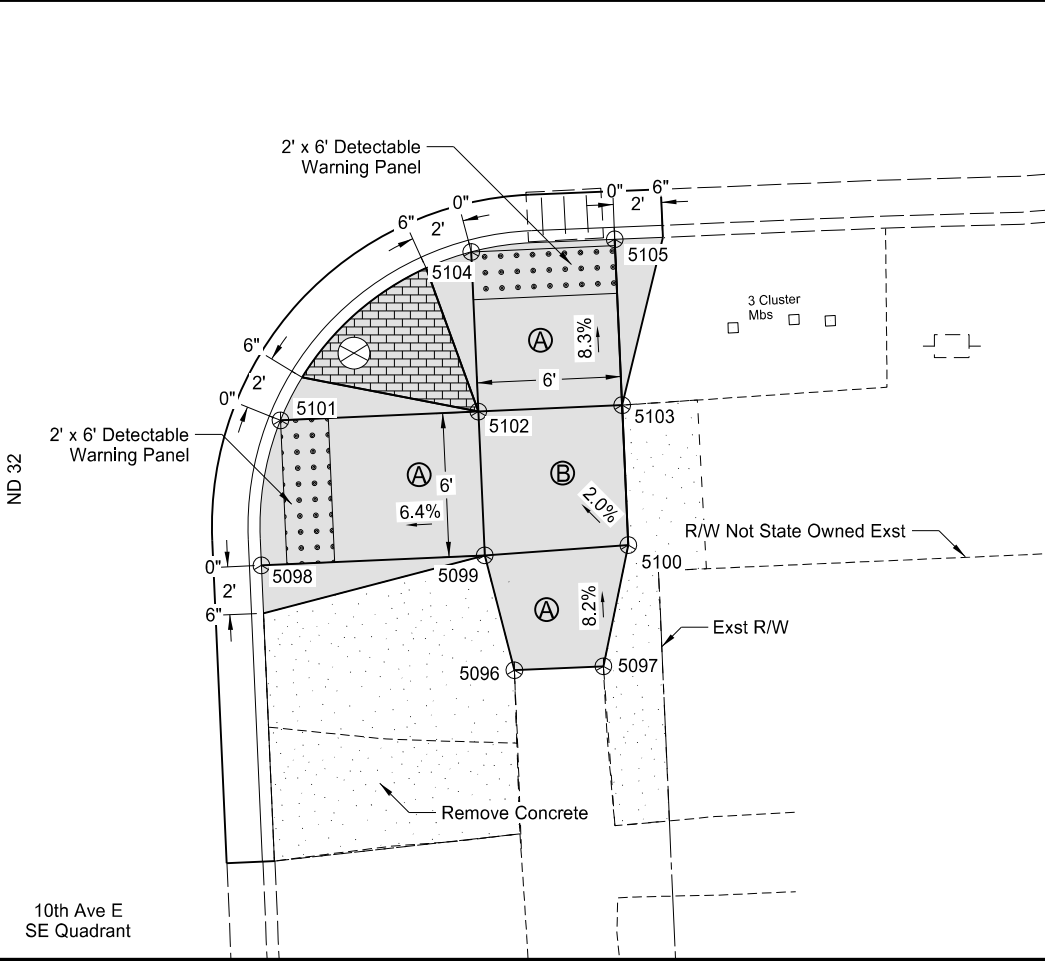 2' x 6' Detectable
Warning Panel
0"
6"
2'
0"
6"
2'
5104
5105
3 Cluster
Mbs
A
8.3%
6"
2'
0"
6'
5101
5102
5103
2' x 6' Detectable
Warning Panel
ND 32
A
6'
6.4%
B
2.0%
R/W Not State Owned Exst
0"
2'
6"
5098
5099
5100
A
8.2%
Exst R/W
5096
5097
Remove Concrete
10th Ave E
SE Quadrant